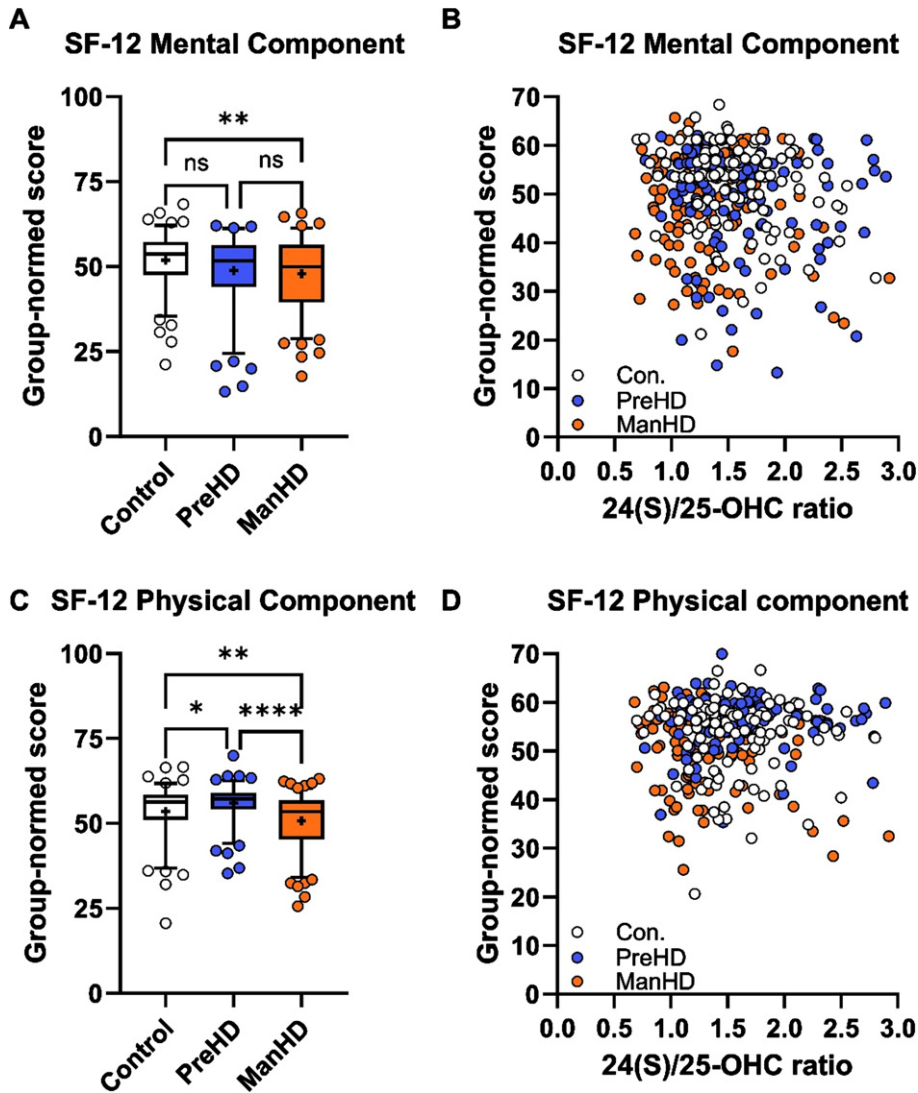 A
SF-12 Mental Component
Group-normed score
100
75
50
25
0
**
ns
ns
Control
PreHD
ManHD
B
SF-12 Mental Component
Group-normed score
70
60
50
40
30
20
10
0
Con.
PreHD
ManHD
0.0 0.5 1.0 1.5 2.0 2.5 3.0
24(S)/25-OHC ratio
C
SF-12 Physical Component
Group-normed score
100
75
50
25
0
**
*
****
Control
PreHD
ManHD
D
SF-12 Physical component
Group-normed score
70
60
50
40
30
20
10
0
Con.
PreHD
ManHD
0.0 0.5 1.0 1.5 2.0 2.5 3.0
24(S)/25-OHC ratio